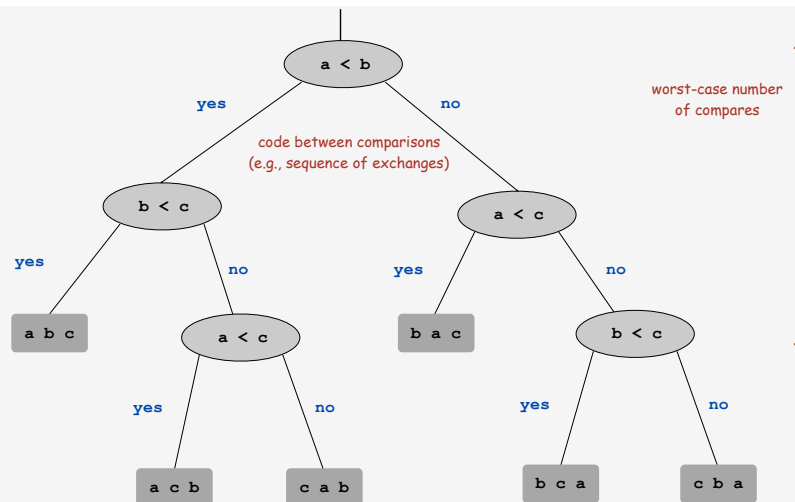 a < b
yes
no
worst-case number
of compares
code between comparisons
(e.g., sequence of exchanges)
b < c
a < c
yes
no
yes
no
a b c
a < c
b a c
b < c
yes
no
yes
no
a c b
c a b
b c a
c b a